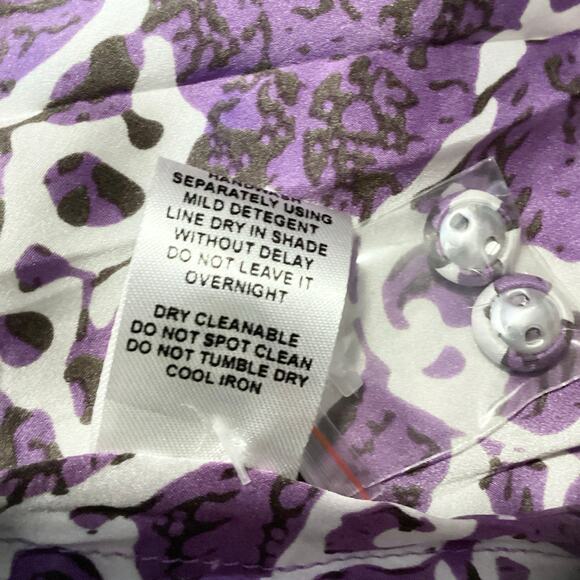 HANDWASH
SEPARATELY USING
MILD DETEGENT
LINE DRY IN SHADE
WITHOUT DELAY
DO NOT LEAVE IT
OVERNIGHT
DRY CLEANABLE
DO NOT SPOT CLEAN
DO NOT TUMBLE DRY
COOL IRON